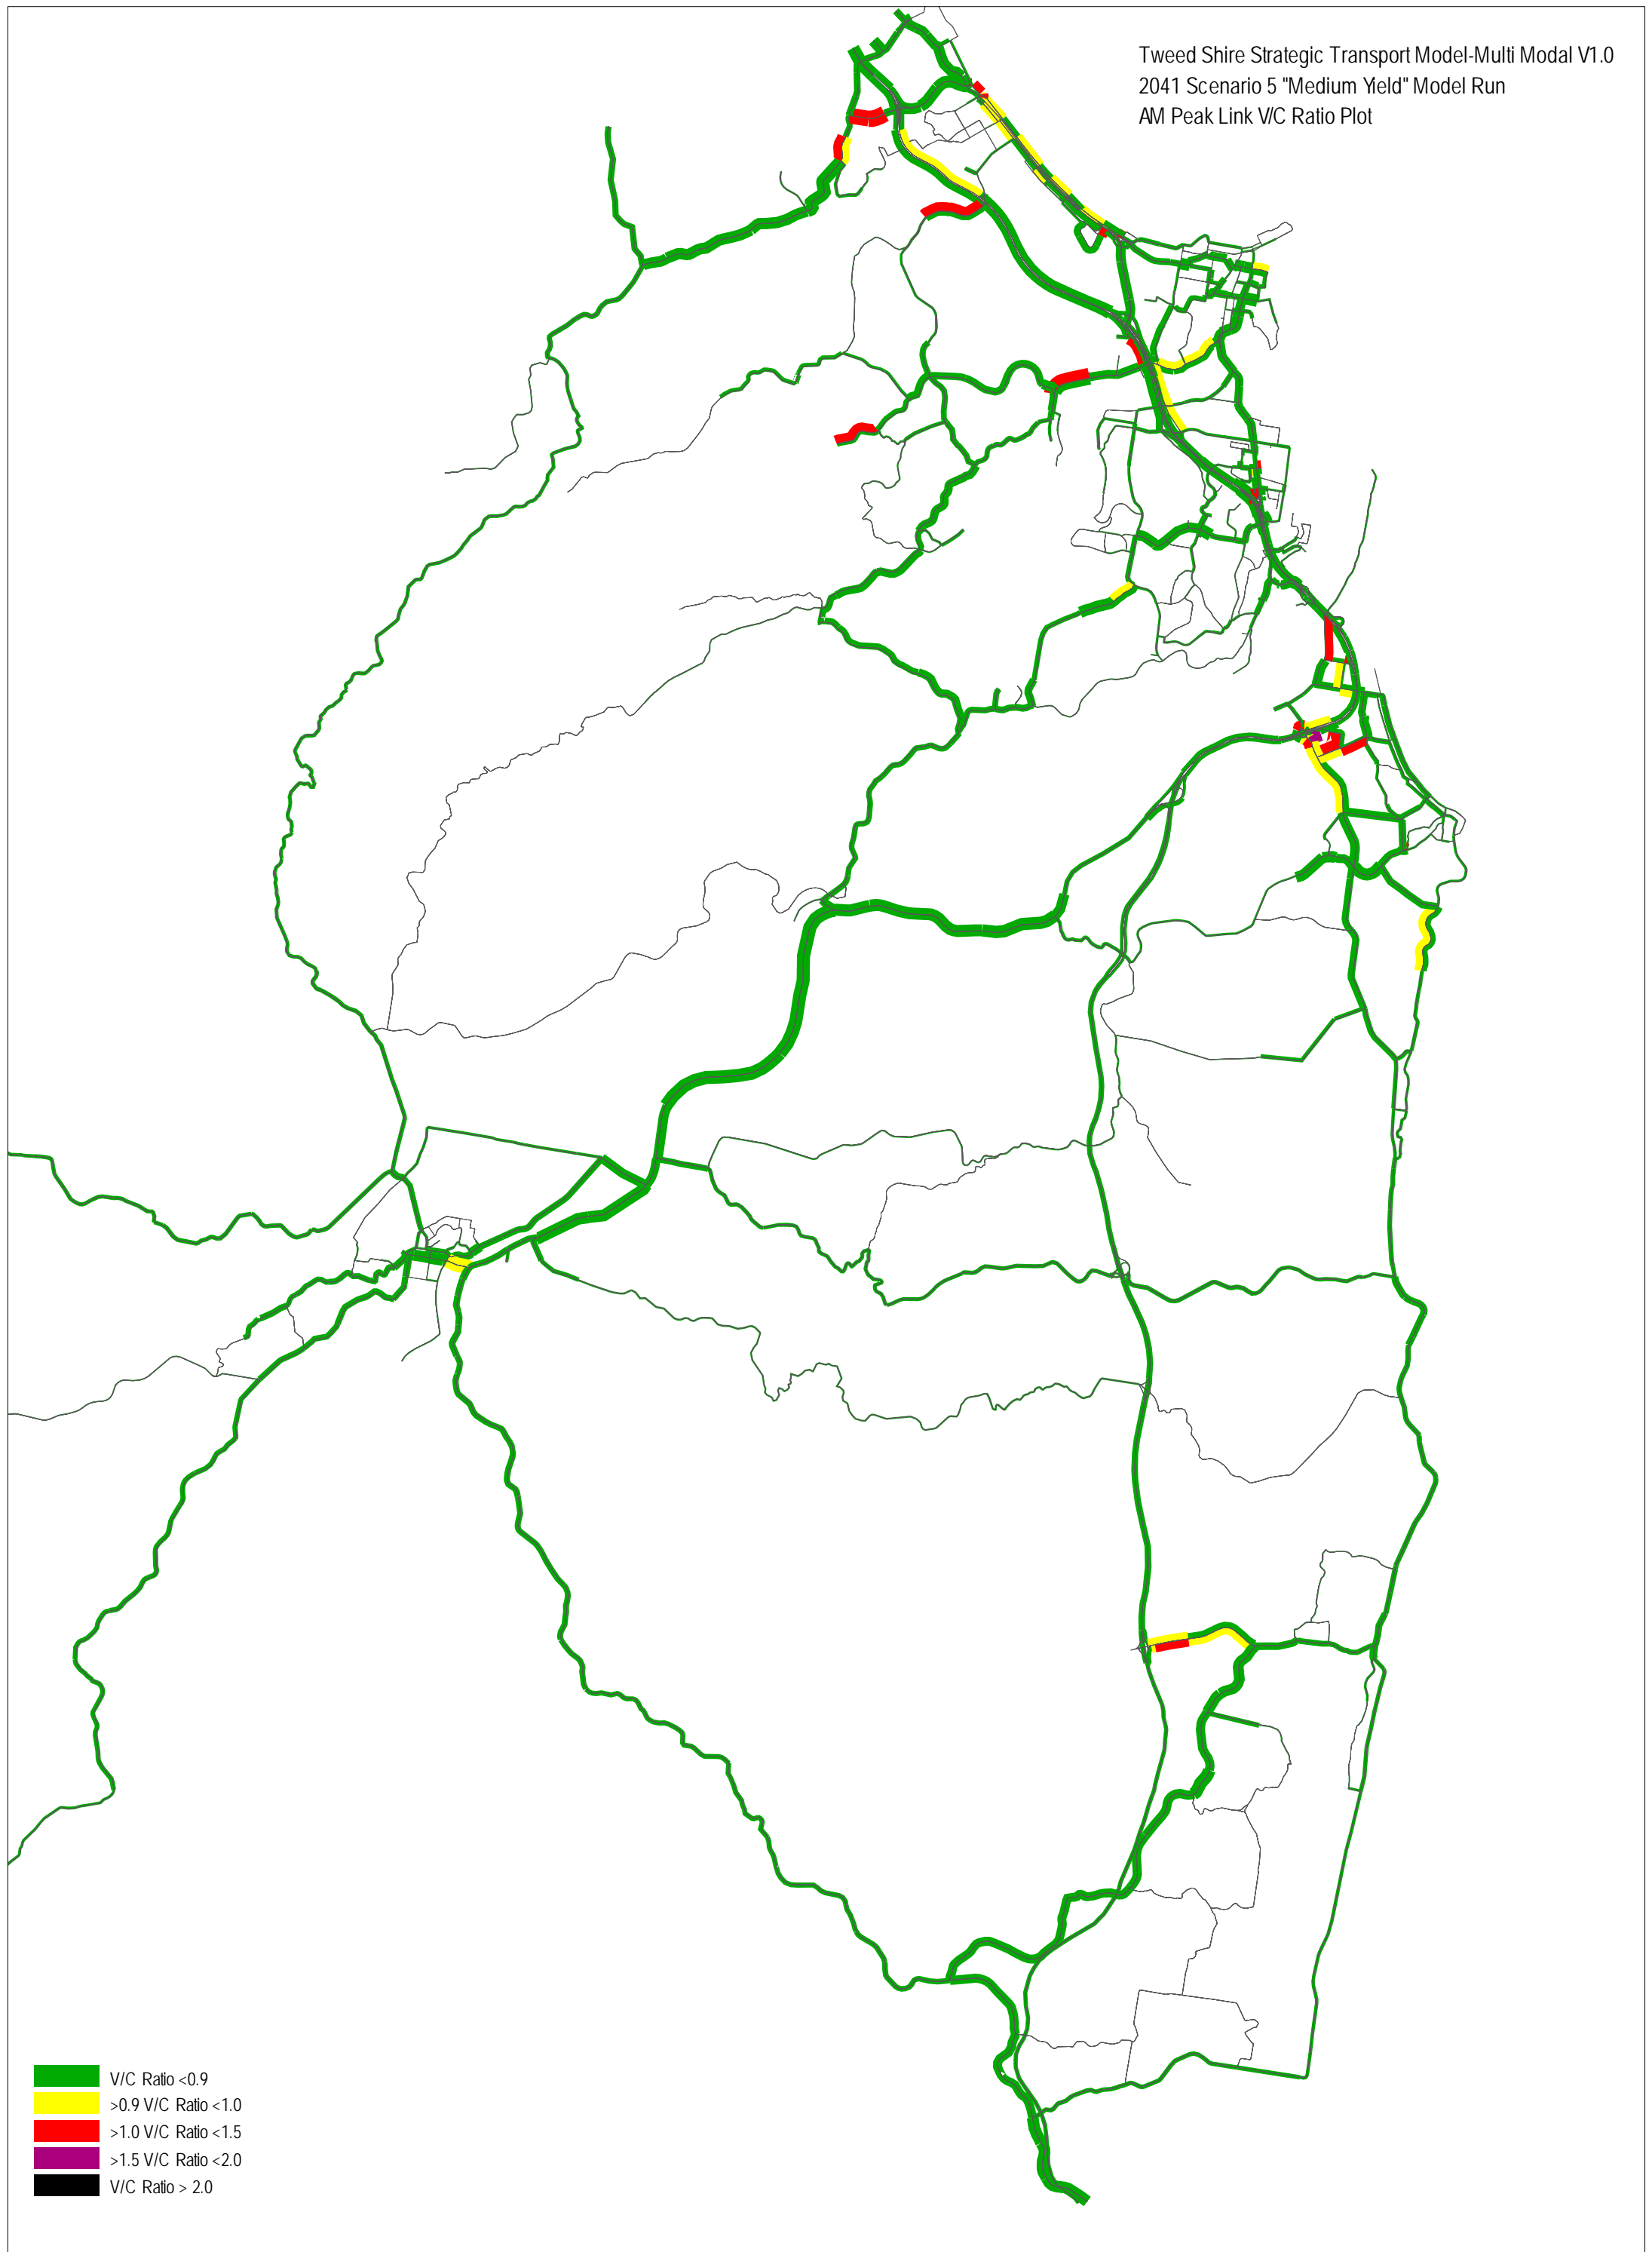 Tweed Shire Strategic Transport Model-Multi Modal V1.0
2041 Scenario 5 "Medium Yield" Model Run
AM Peak Link V/C Ratio Plot
V/C Ratio <0.9
>0.9 V/C Ratio <1.0
>1.0 V/C Ratio <1.5
>1.5 V/C Ratio <2.0
V/C Ratio > 2.0